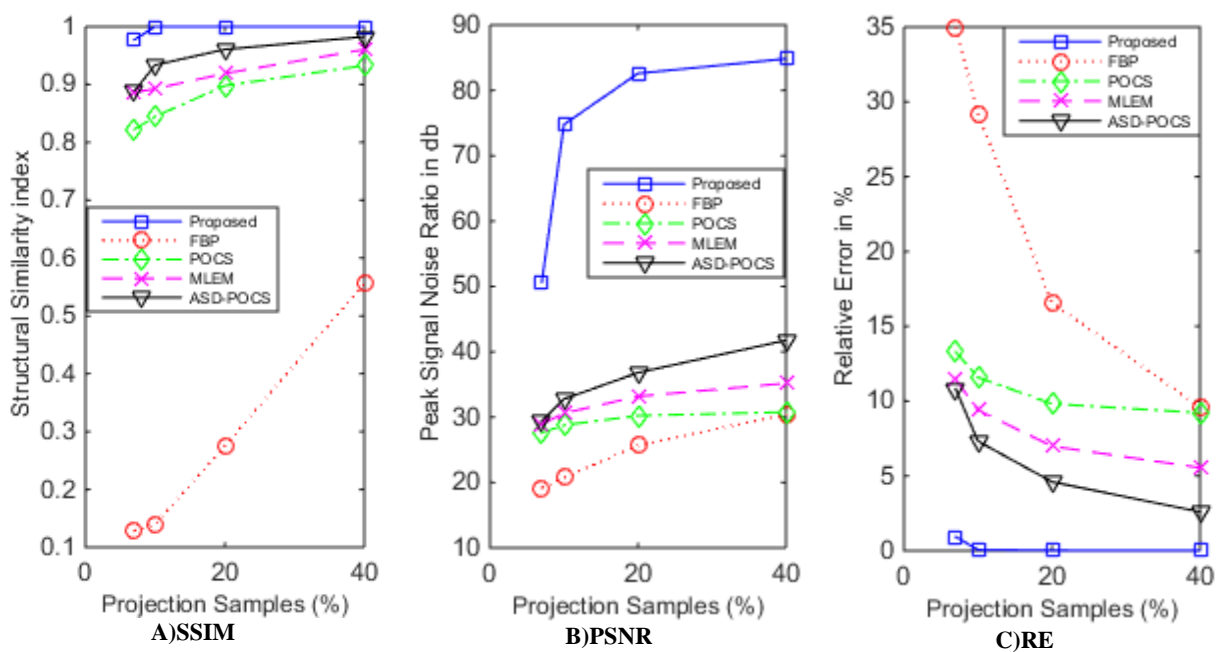 Structural Similarity index
1
0.9
0.8
0.7
0.6
0.5
0.4
0.3
0.2
0.1
0
20
40
Proposed
FBP
POCS
MLEM
ASD-POCS
Projection Samples (%)
A)SSIM
Peak Signal Noise Ratio in db
90
80
70
60
50
40
30
20
10
0
20
40
Proposed
FBP
POCS
MLEM
ASD-POCS
Projection Samples (%)
B)PSNR
Relative Error in %
35
30
25
20
15
10
5
0
0
20
40
Proposed
FBP
POCS
MLEM
ASD-POCS
Projection Samples (%)
C)RE